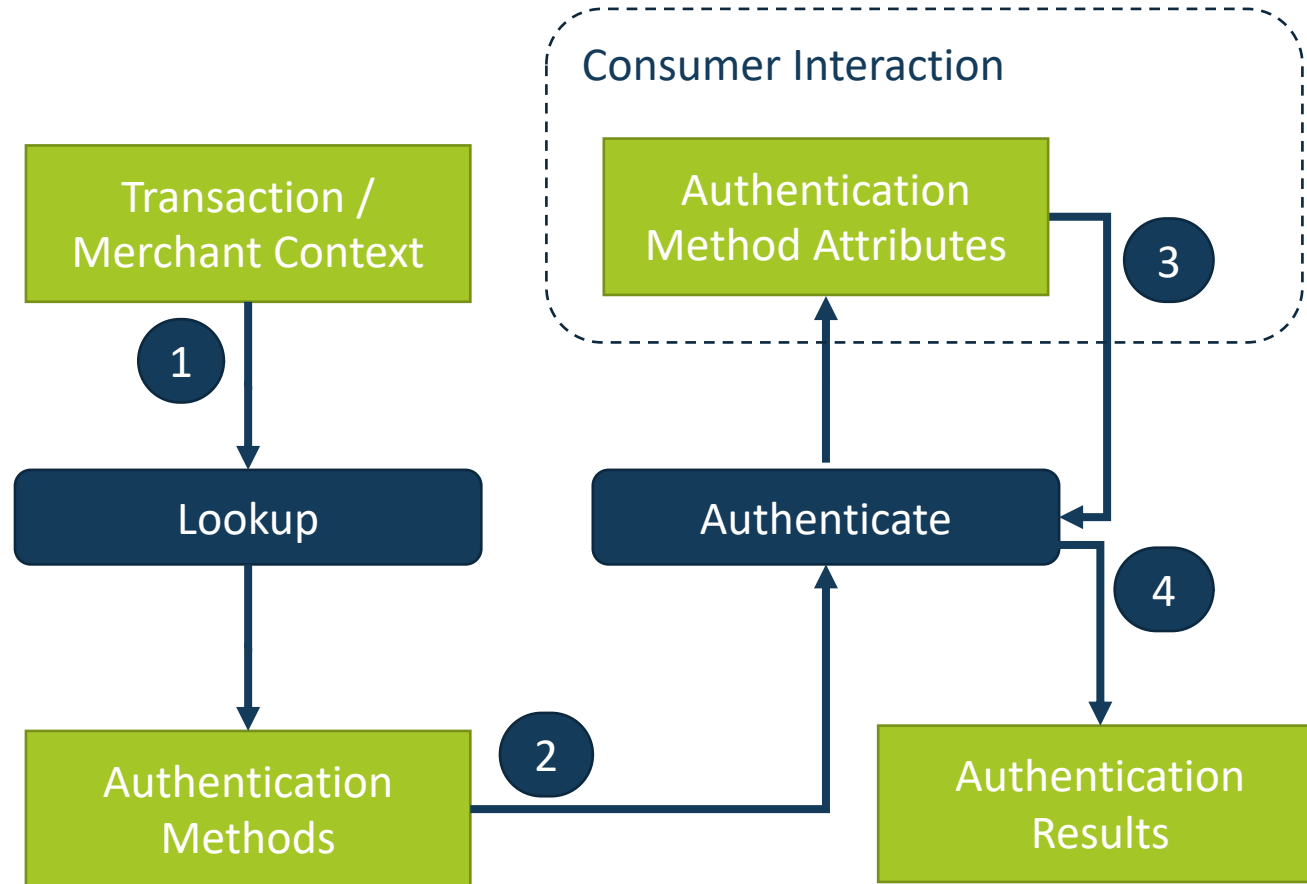 Consumer Interaction
Transaction /
Merchant Context
Authentication
Method Attributes
3
1
Lookup
Authenticate
4
2
Authentication
Methods
Authentication
Results